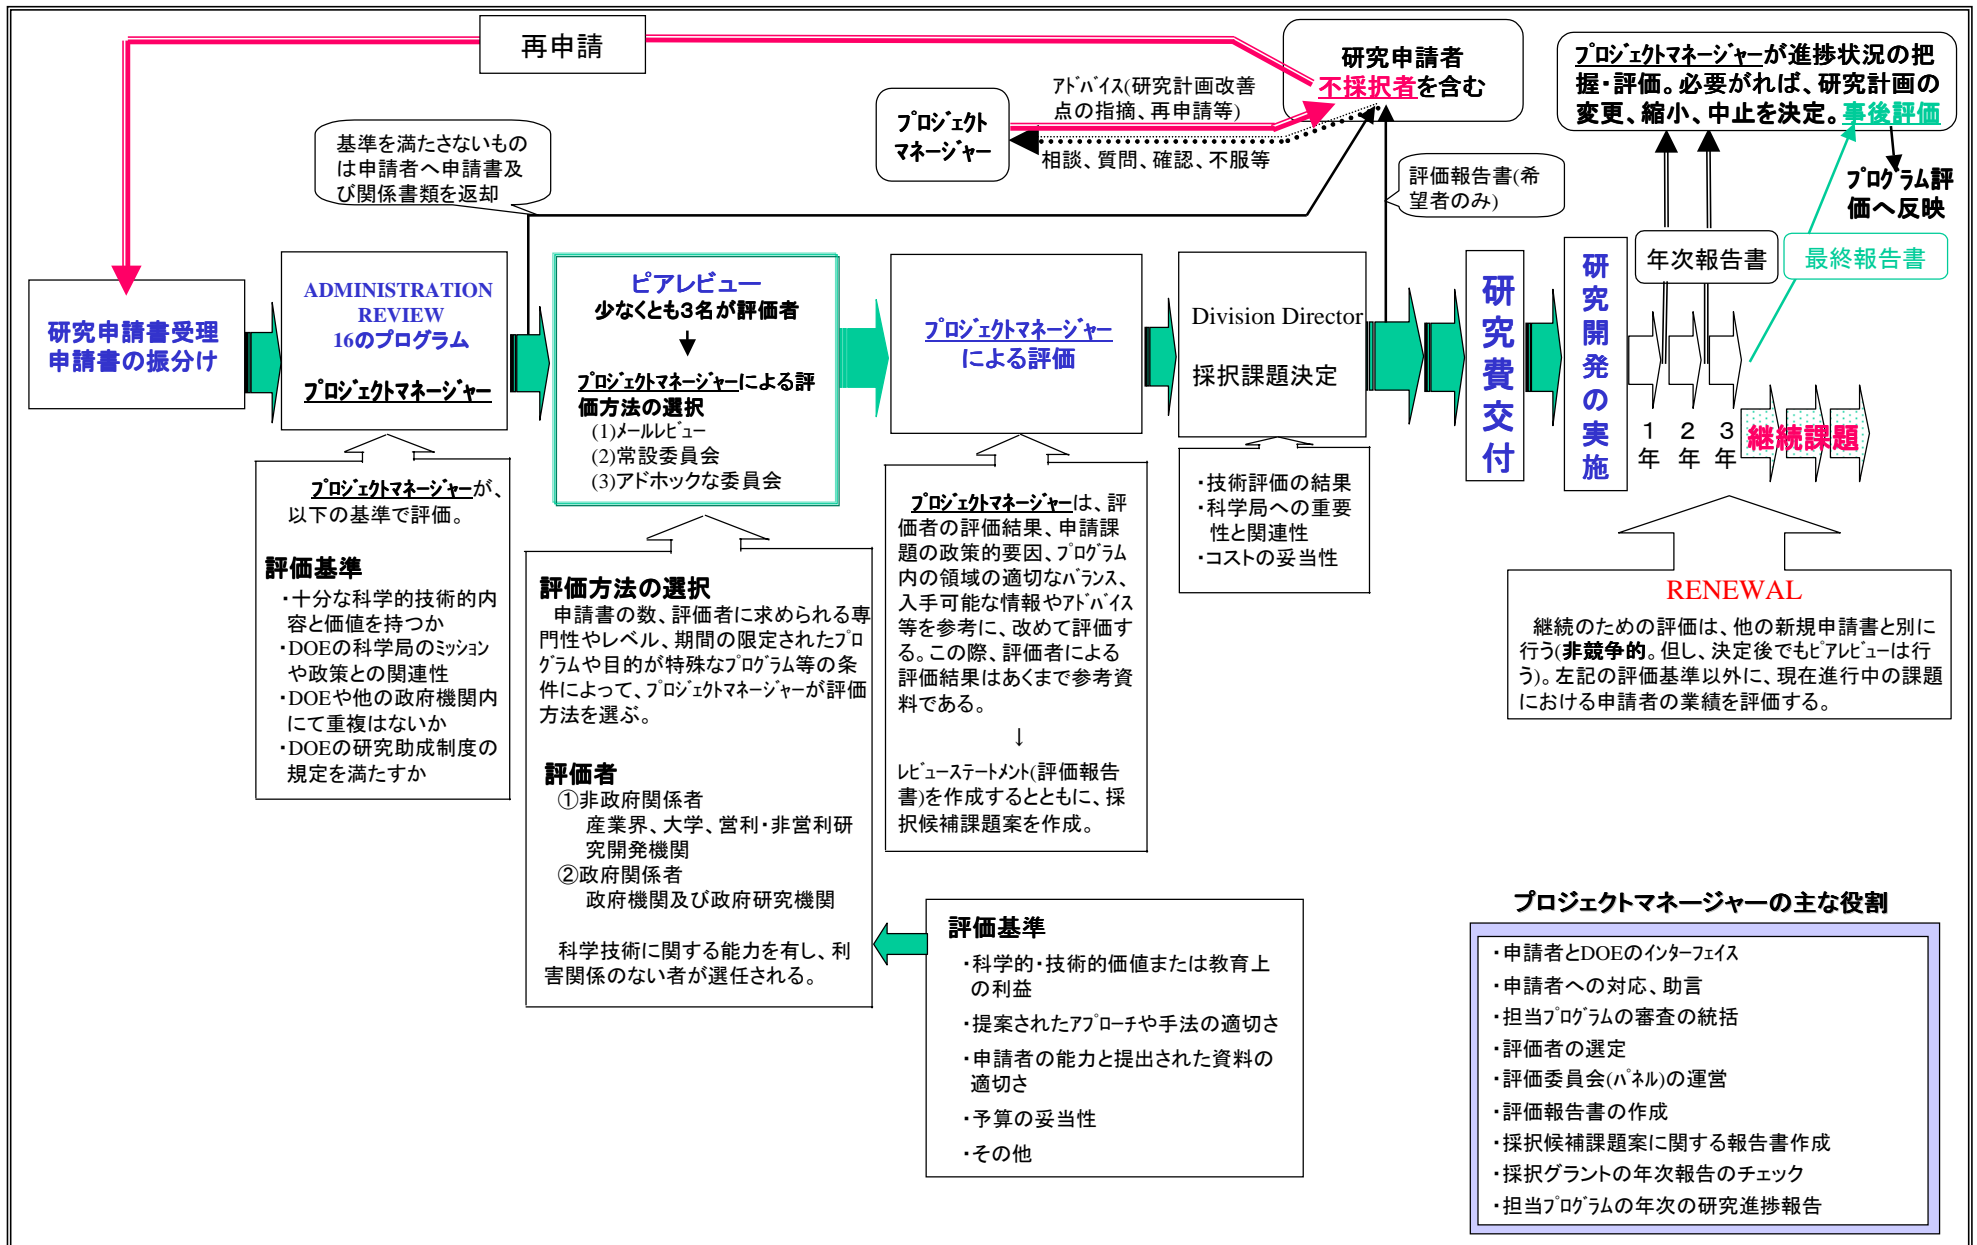 再申請
研究申請者
不採択者を含む
プロジェクトマネージャーが進捗状況の把
握・評価。必要がれば、研究計画の
変更、縮小、中止を決定。事後評価
アドバイス(研究計画改善
点の指摘、再申請等)
プロジェクト
マネージャー
相談、質問、確認、不服等
基準を満たさないもの
は申請者へ申請書及
び関係書類を返却
評価報告書(希
望者のみ)
プログラム評
価へ反映
年次報告書
最終報告書
研究申請書受理
申請書の振分け
ADMINISTRATION
REVIEW
16のプログラム
プロジェクトマネージャー
ピアレビュー
少なくとも3名が評価者
プロジェクトマネージャーによる評
価方法の選択
(1)メールレビュー
(2)常設委員会
(3)アドホックな委員会
プロジェクトマネージャー
による評価
Division Director
採択課題決定
研究費交付
研究開発の実施
1年
2年
3年
継続課題
プロジェクトマネージャーが、
以下の基準で評価。
評価基準
・十分な科学的技術的内
容と価値を持つか
・DOEの科学局のミッション
や政策との関連性
・DOEや他の政府機関内
にて重複はないか
・DOEの研究助成制度の
規定を満たすか
評価方法の選択
申請書の数、評価者に求められる専
門性やレベル、期間の限定されたプロ
グラムや目的が特殊なプログラム等の条
件によって、プロジェクトマネージャーが評価
方法を選ぶ。
評価者
①非政府関係者
産業界、大学、営利・非営利研
究開発機関
②政府関係者
政府機関及び政府研究機関
科学技術に関する能力を有し、利
害関係のない者が選任される。
プロジェクトマネージャーは、評
価者の評価結果、申請課
題の政策的要因、プログラム
内の領域の適切なバランス、
入手可能な情報やアドバイス
等を参考に、改めて評価す
る。この際、評価者による
評価結果はあくまで参考資
料である。
↓
レビューステートメント(評価報告
書)を作成するとともに、採
択候補課題案を作成。
・技術評価の結果
・科学局への重要
性と関連性
・コストの妥当性
RENEWAL
継続のための評価は、他の新規申請書と別に
行う(非競争的。但し、決定後でもピアレビューは行
う)。左記の評価基準以外に、現在進行中の課題
における申請者の業績を評価する。
評価基準
・科学的・技術的価値または教育上
の利益
・提案されたアプローチや手法の適切さ
・申請者の能力と提出された資料の
適切さ
・予算の妥当性
・その他
プロジェクトマネージャーの主な役割
・申請者とDOEのインターフェイス
・申請者への対応、助言
・担当プログラムの審査の統括
・評価者の選定
・評価委員会(パネル)の運営
・評価報告書の作成
・採択候補課題案に関する報告書作成
・採択グラントの年次報告のチェック
・担当プログラムの年次の研究進捗報告